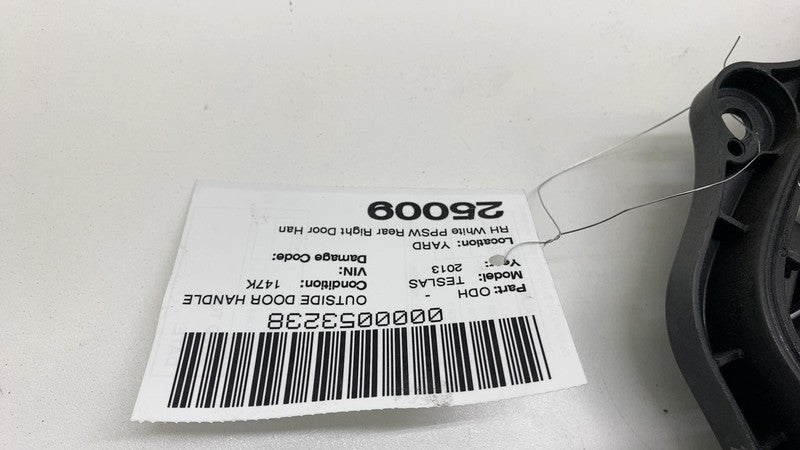 0000053238
OUTSIDE DOOR HANDLE
Part: ODH -
Model: TESLAS Condition: 147K
Year: 2013 VIN:
Location: YARD Damage Code:
RH White PPSW Rear Right Door Han
25009